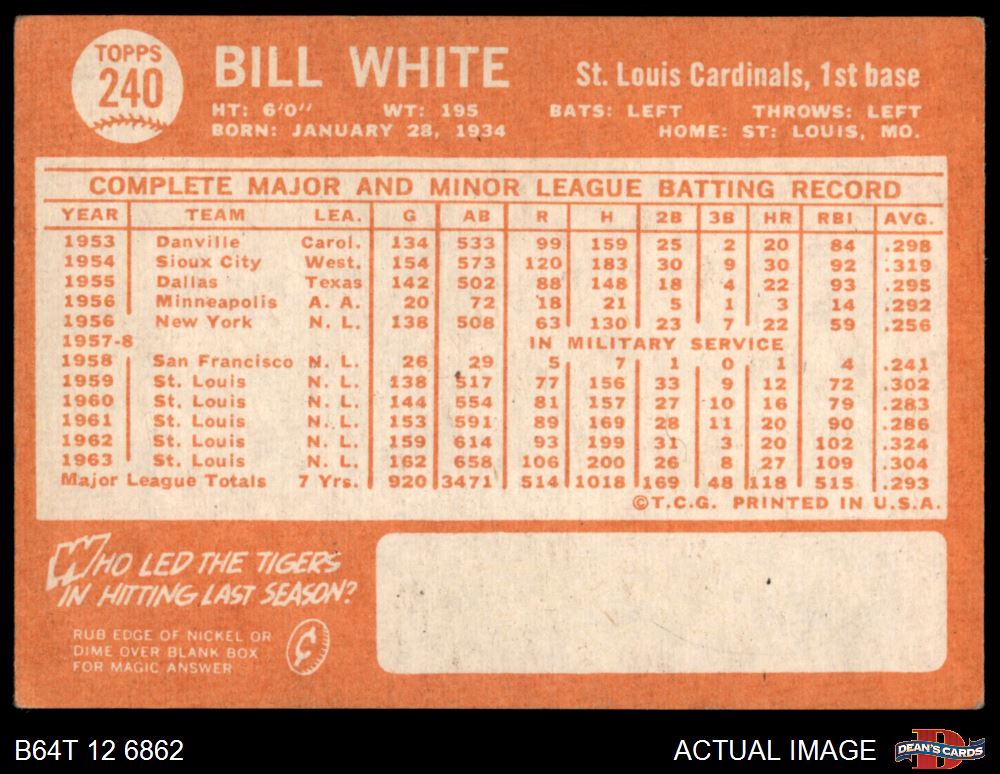 TOPPS
240
BILL WHITE
St. Louis Cardinals, 1st base
HT: 6'0" WT: 195 BATS: LEFT THROWS: LEFT
BORN: JANUARY 28, 1934 HOME: ST: LOUIS, MO.
COMPLETE MAJOR AND MINOR LEAGUE BATTING RECORD
YEAR TEAM LEA. G AB R H 2B 3B HR RBI AVG.
1953 Danville Carol. 134 533 99 159 25 2 20 84 .298
1954 Sioux City West. 154 573 120 183 30 9 30 92 .319
1955 Dallas Texas 142 502 88 148 18 4 22 93 .295
1956 Minneapolis A. A. 20 72 18 21 5 1 3 14 .292
1956 New York N. L. 138 508 63 130 23 7 22 59 .256
1957-8 IN MILITARY SERVICE
1958 San Francisco N. L. 26 29 5 7 1 0 1 4 .241
1959 St. Louis N. L. 138 517 77 156 33 9 12 72 .302
1960 St. Louis N. L. 144 554 81 157 27 10 16 79 .283
1961 St. Louis N. L. 153 591 89 169 28 11 20 90 .286
1962 St. Louis N. L. 159 614 93 199 31 3 20 102 .324
1963 St. Louis N. L. 162 658 106 200 26 8 27 109 .304
Major League Totals 7 Yrs. 920 3471 514 1018 169 48 118 515 .293
©T.C.G. PRINTED IN U.S.A.
WHO LED THE TIGERS
IN HITTING LAST SEASON?
RUB EDGE OF NICKEL OR
DIME OVER BLANK BOX
FOR MAGIC ANSWER
¢
B64T 12 6862 ACTUAL IMAGE
D
DEAN'S CARDS